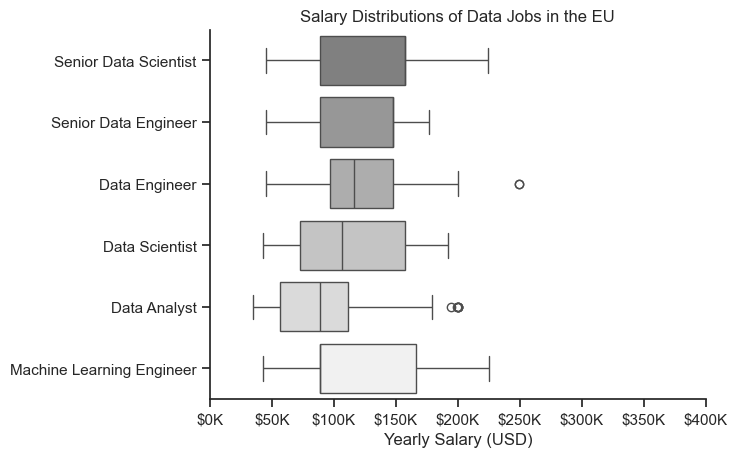 Salary Distributions of Data Jobs in the EU
Senior Data Scientist
Senior Data Engineer
Data Engineer
Data Scientist
Data Analyst
Machine Learning Engineer
$0K $50K $100K $150K $200K $250K $300K $350K $400K
Yearly Salary (USD)